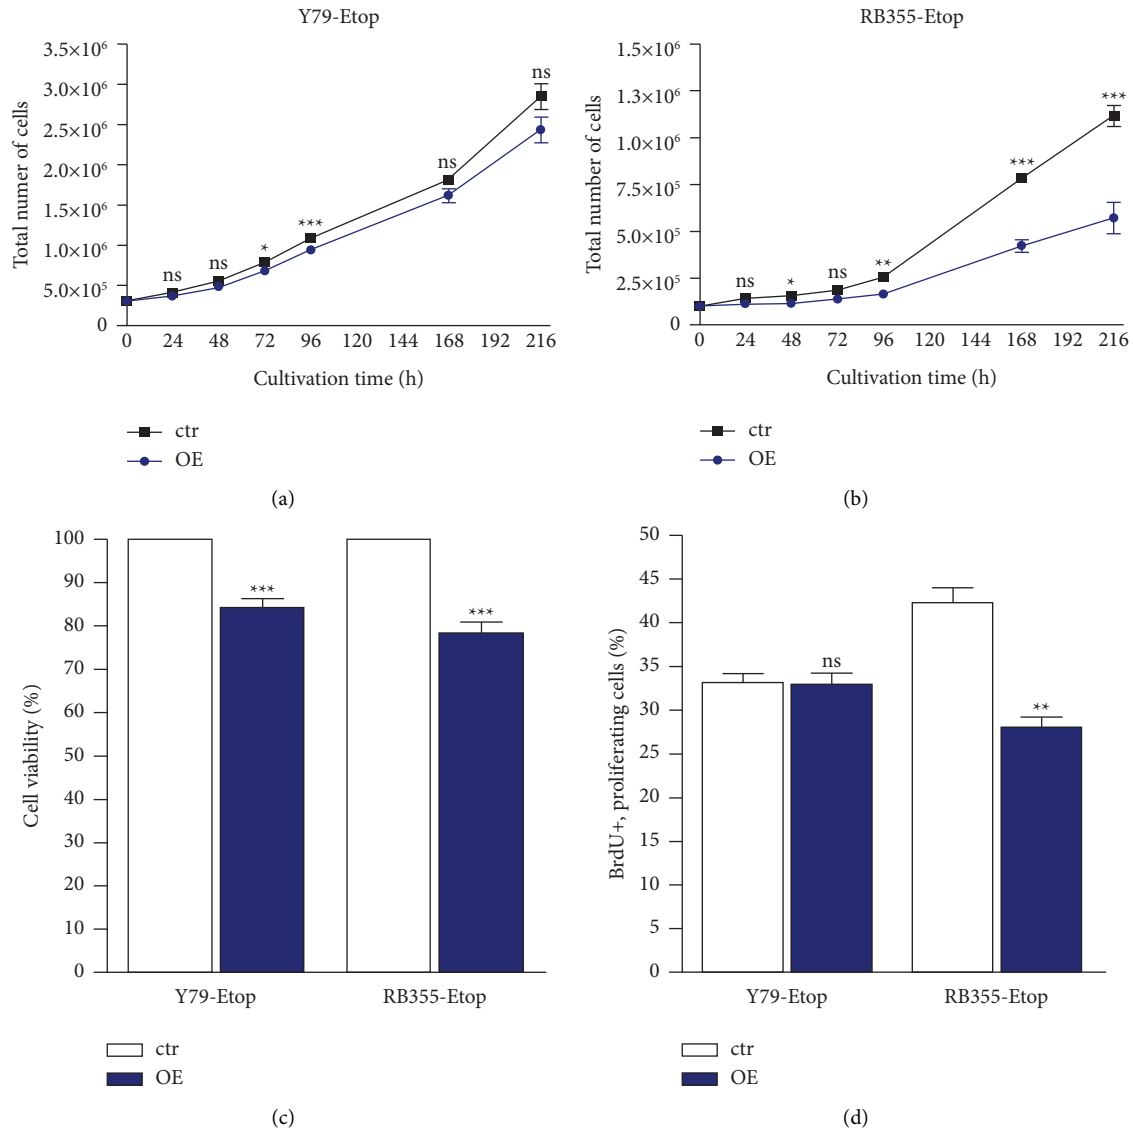 Y79-Etop
Total numer of cells
3.5×10⁶
3.0×10⁶
2.5×10⁶
2.0×10⁶
1.5×10⁶
1.0×10⁶
5.0×10⁵
0
ns ns * *** ns ns
0 24 48 72 96 120 144 168 192 216
Cultivation time (h)
ctr
OE
(a)
RB355-Etop
Total number of cells
1.5×10⁶
1.3×10⁶
1.0×10⁶
7.5×10⁵
5.0×10⁵
2.5×10⁵
0
ns * ns ** *** ***
0 24 48 72 96 120 144 168 192 216
Cultivation time (h)
ctr
OE
(b)
Cell viability (%)
100
90
80
70
60
50
40
30
20
10
0
*** ***
Y79-Etop RB355-Etop
ctr
OE
(c)
BrdU+, proliferating cells (%)
50
45
40
35
30
25
20
15
10
5
0
ns **
Y79-Etop RB355-Etop
ctr
OE
(d)